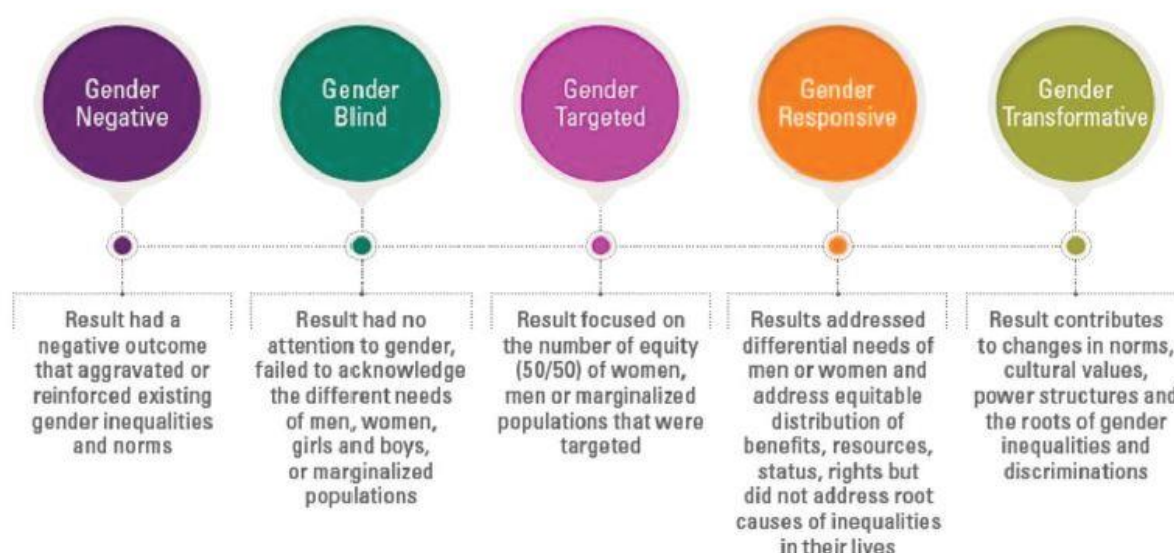 Gender
Negative
Gender
Blind
Gender
Targeted
Gender
Responsive
Gender
Transformative
Result had a
negative outcome
that aggravated or
reinforced existing
gender inequalities
and norms
Result had no
attention to gender,
failed to acknowledge
the different needs
of men, women,
girls and boys,
or marginalized
populations
Result focused on
the number of equity
(50/50) of women,
men or marginalized
populations that were
targeted
Results addressed
differential needs of
men or women and
address equitable
distribution of
benefits, resources,
status, rights but
did not address root
causes of inequalities
in their lives
Result contributes
to changes in norms,
cultural values,
power structures and
the roots of gender
inequalities and
discriminations